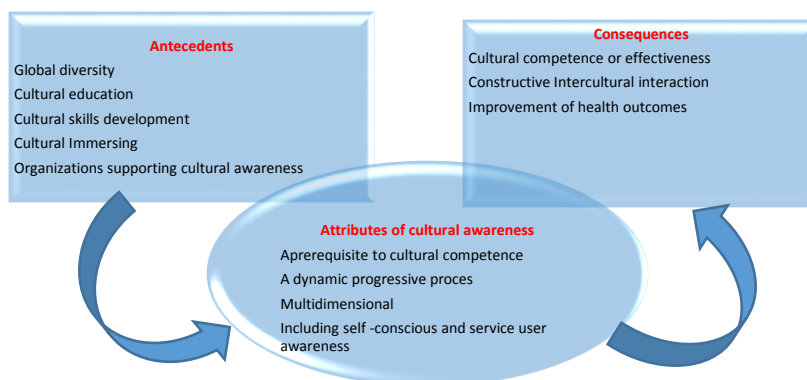 Antecedents
Global diversity
Cultural education
Cultural skills development
Cultural Immersing
Organizations supporting cultural awareness
Consequences
Cultural competence or effectiveness
Constructive Intercultural interaction
Improvement of health outcomes
Attributes of cultural awareness
Aprerequisite to cultural competence
A dynamic progressive proces
Multidimensional
Including self -conscious and service user
awareness